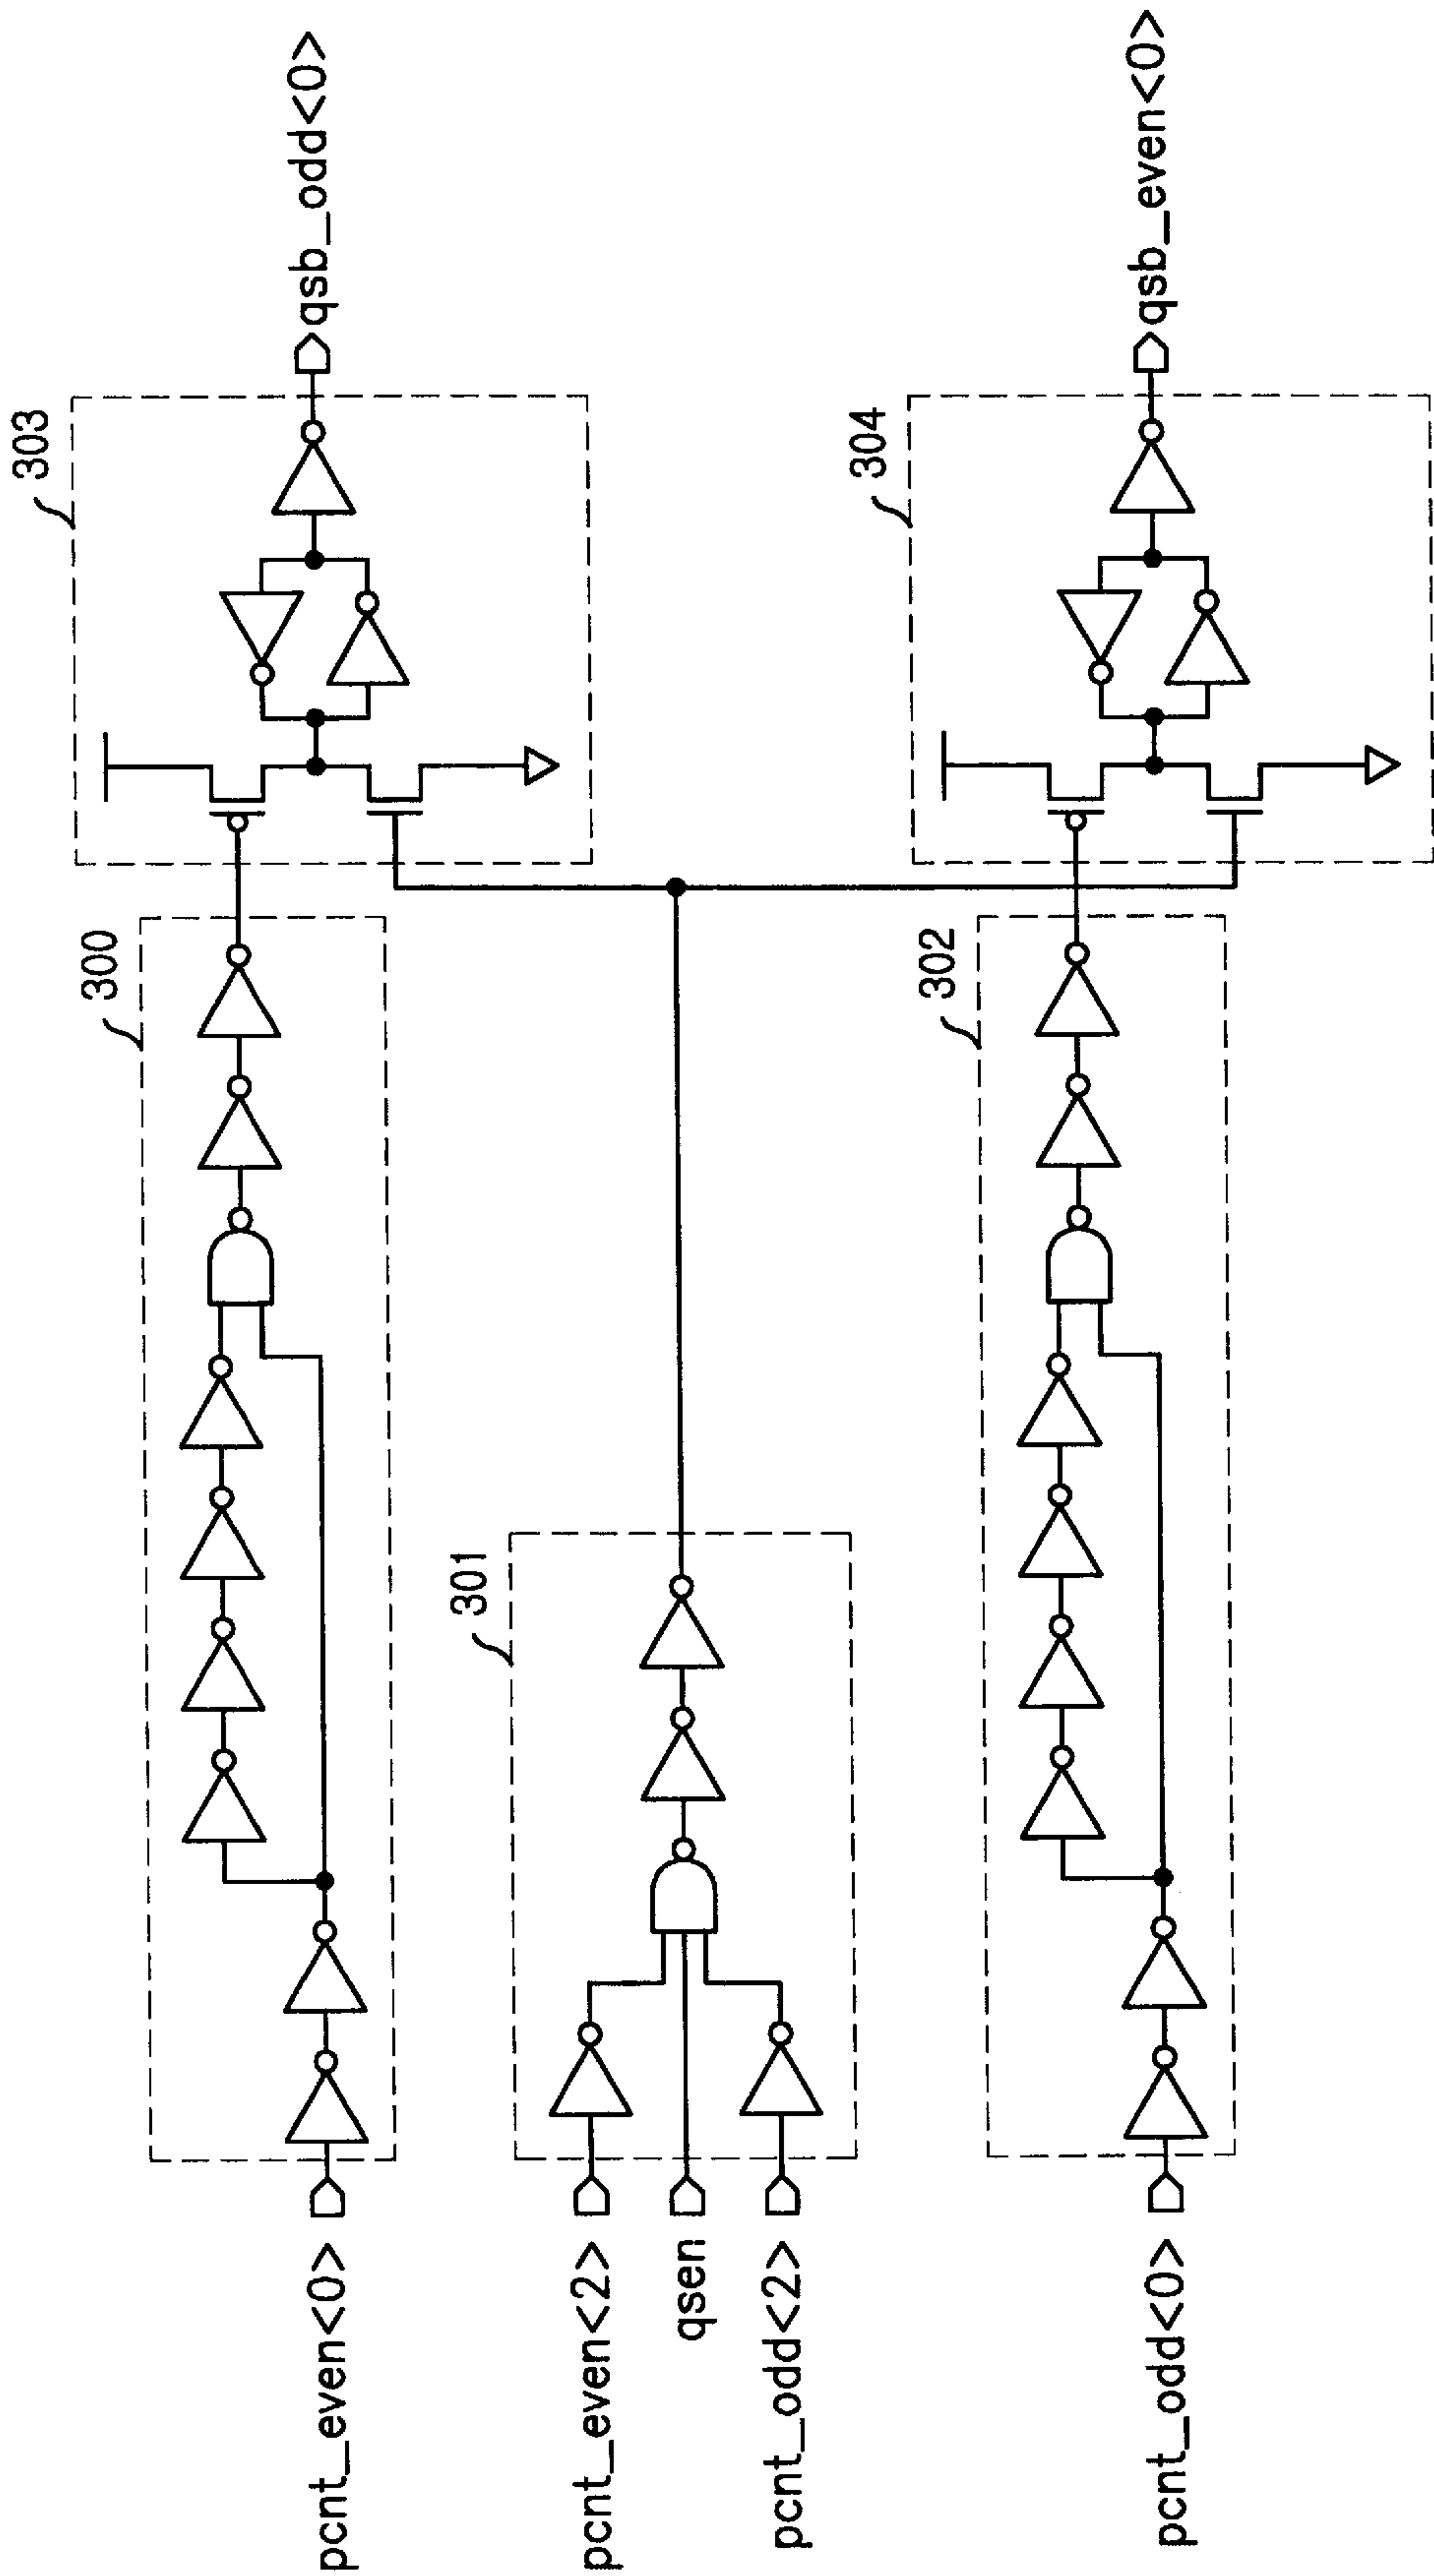 303
qsb_odd<0>
300
pcnt_even<0>
301
pcnt_even<2>
qsen
pcnt_odd<2>
304
qsb_even<0>
302
pcnt_odd<0>